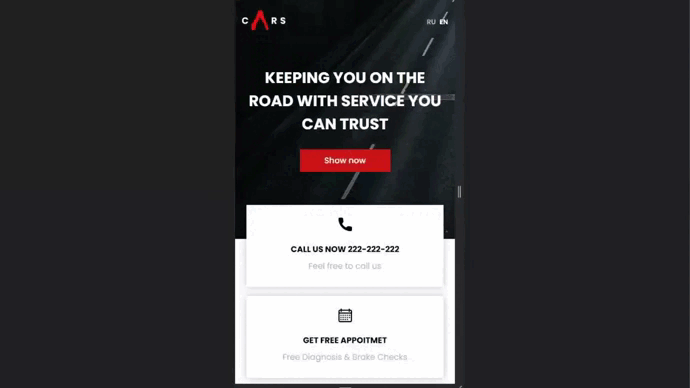 C A R S
RU EN
KEEPING YOU ON THE
ROAD WITH SERVICE YOU
CAN TRUST
Show now
CALL US NOW 222-222-222
Feel free to call us
GET FREE APPOITMET
Free Diagnosis & Brake Checks.